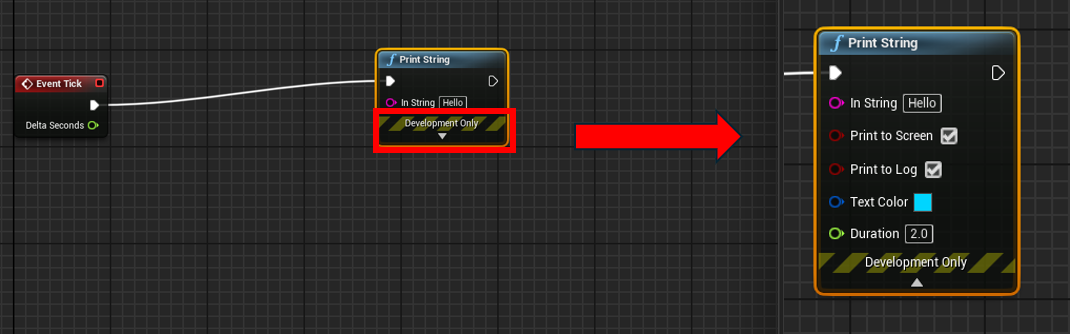 Event Tick
Delta Seconds
Print String
In String Hello
Development Only
Print String
In String Hello
Print to Screen
Print to Log
Text Color
Duration 2.0
Development Only